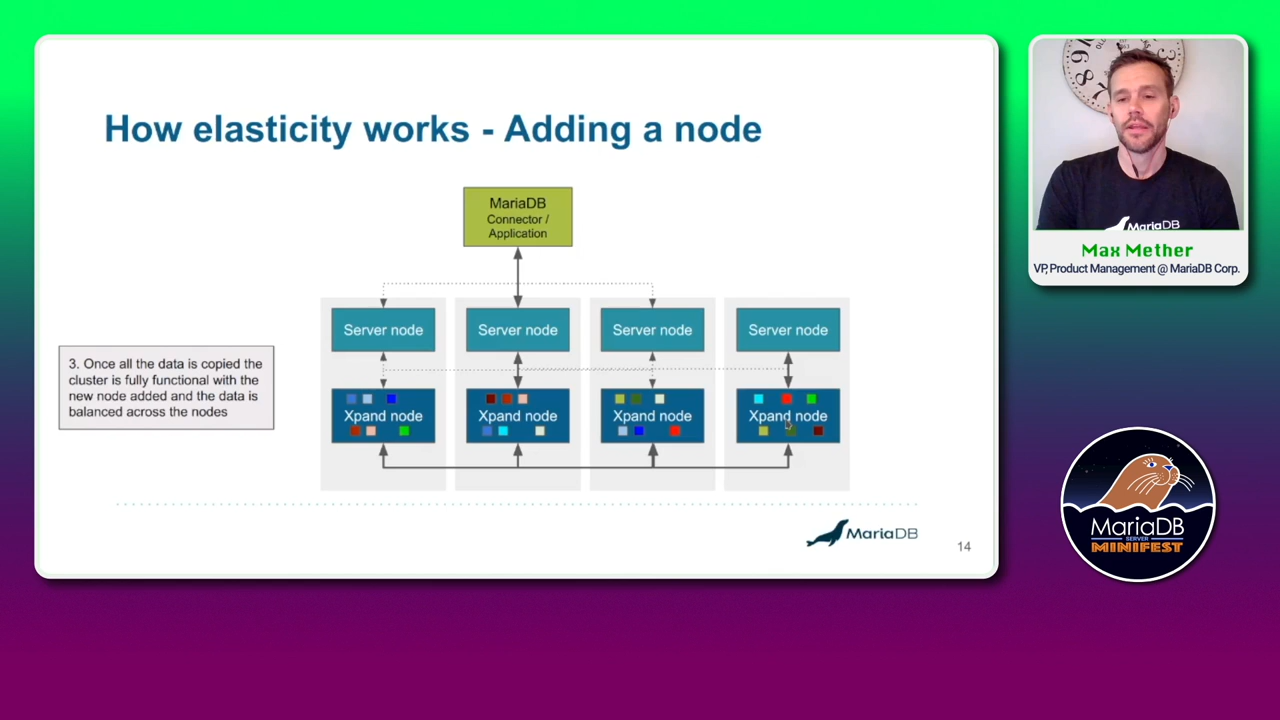 How elasticity works - Adding a node
MariaDB
Connector /
Application
Server node
Server node
Server node
Server node
3. Once all the data is copied the
cluster is fully functional with the
new node added and the data is
balanced across the nodes
Xpand node
Xpand node
Xpand node
Xpand node
MariaDB
14
MariaDB
Max Mether
VP, Product Management @ MariaDB Corp.
MariaDB
SERVER
MINIFEST